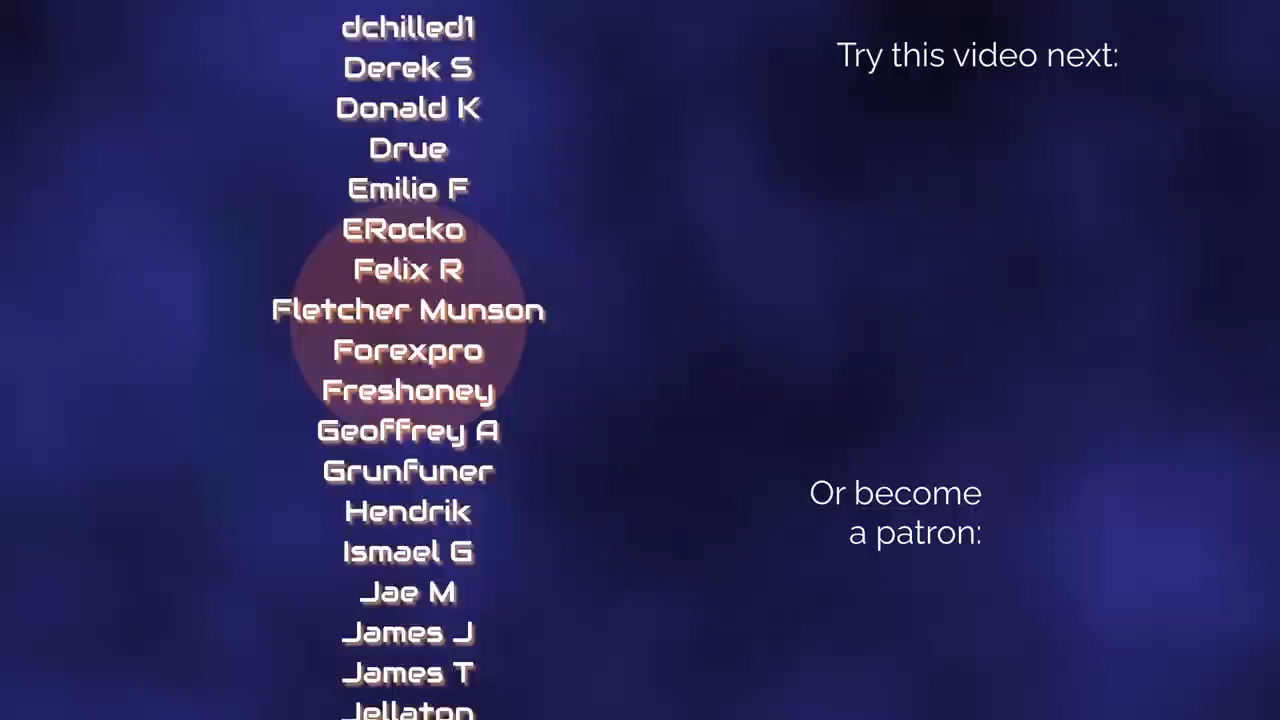 dchilled1
Derek S
Donald K
Drue
Emilio F
ERocko
Felix R
Fletcher Munson
Forexpro
Freshoney
Geoffrey A
Grunfuner
Hendrik
Ismael G
Jae M
James J
James T
Jellaton
Try this video next:
Or become
a patron: